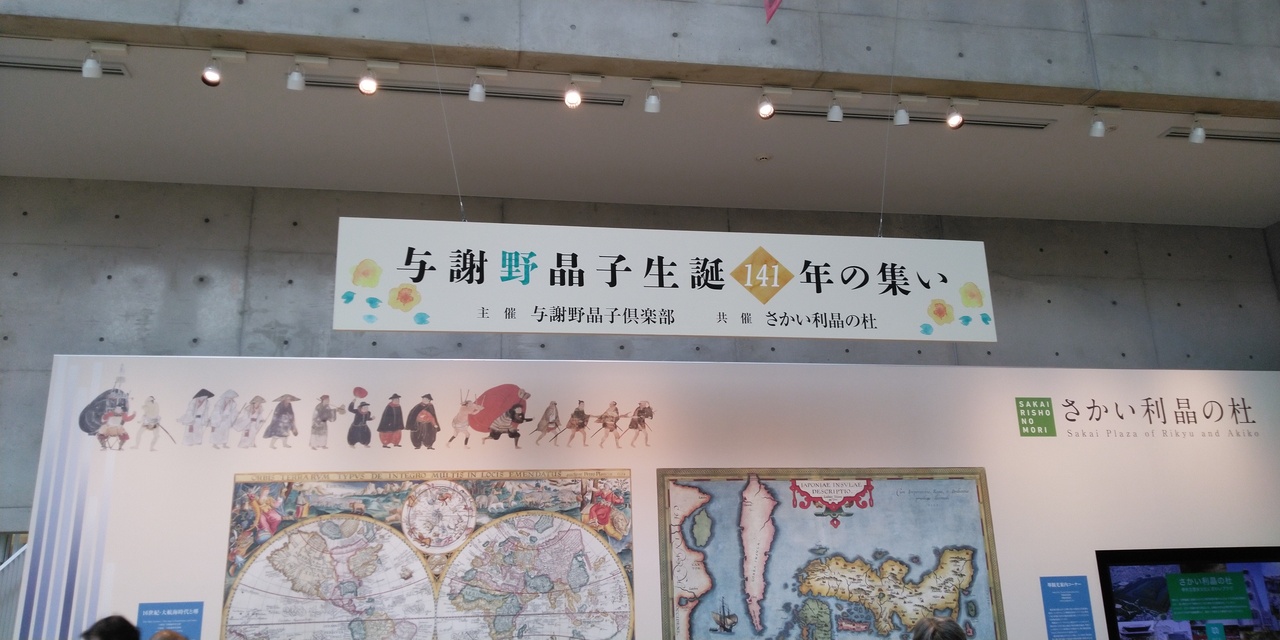 与謝野晶子生誕141年の集い
主催 与謝野晶子倶楽部 共催 さかい利晶の杜
SAKAI
RISHO
NO
MORI
さかい利晶の杜
Sakai Plaza of Rikyu and Akiko
IAPONIAE INSVLAE
DESCRIPTIO.
さかい利晶の杜